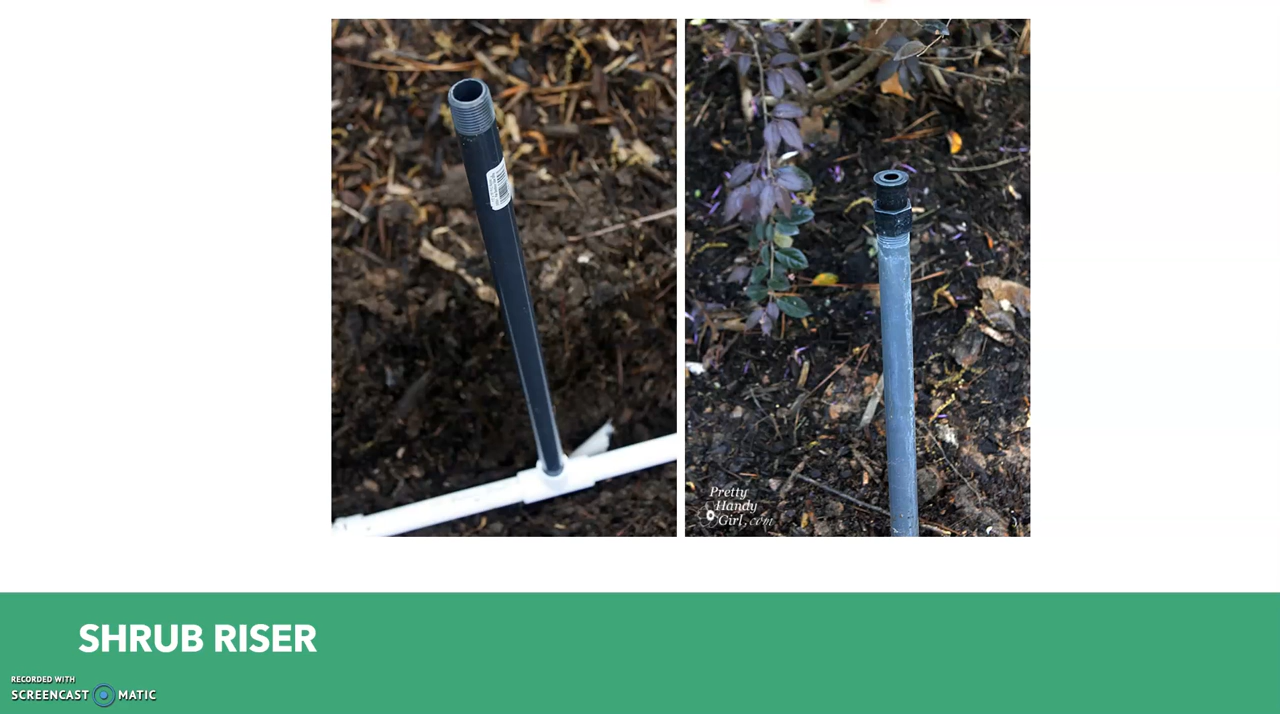 Pretty
Handy
Girl.com
SHRUB RISER
RECORDED WITH
SCREENCAST MATIC